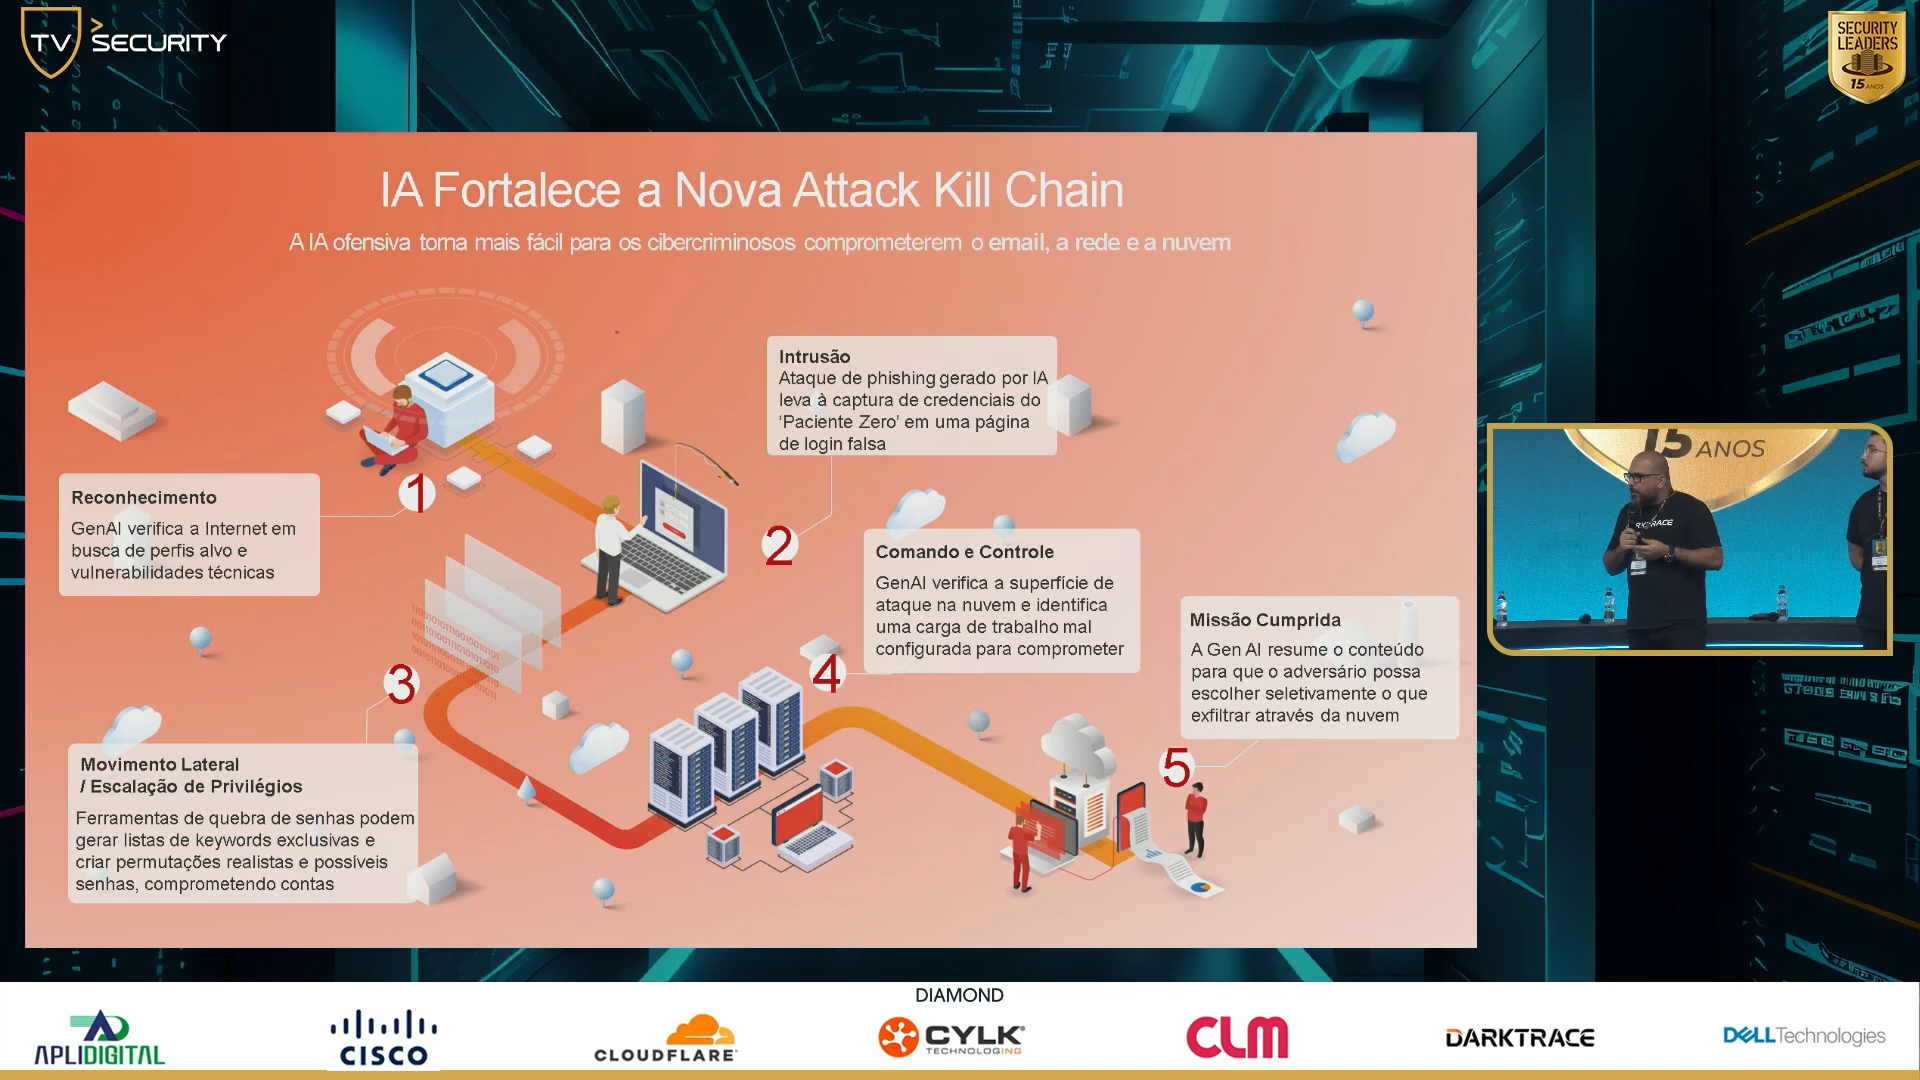 TV SECURITY
SECURITY
LEADERS
15 ANOS
IA Fortalece a Nova Attack Kill Chain
A IA ofensiva torna mais fácil para os cibercriminosos comprometerem o email, a rede e a nuvem
1
Reconhecimento
GenAI verifica a Internet em
busca de perfis alvo e
vulnerabilidades técnicas
2
Intrusão
Ataque de phishing gerado por IA
leva à captura de credenciais do
‘Paciente Zero’ em uma página
de login falsa
3
Movimento Lateral
/ Escalação de Privilégios
Ferramentas de quebra de senhas podem
gerar listas de keywords exclusivas e
criar permutações realistas e possíveis
senhas, comprometendo contas
4
Comando e Controle
GenAI verifica a superfície de
ataque na nuvem e identifica
uma carga de trabalho mal
configurada para comprometer
5
Missão Cumprida
A Gen AI resume o conteúdo
para que o adversário possa
escolher seletivamente o que
exfiltrar através da nuvem
15 ANOS
DIAMOND
APLIDIGITAL
CISCO
CLOUDFLARE
CYLK
TECHNOLOGING
CLM
DARKTRACE
DELL Technologies